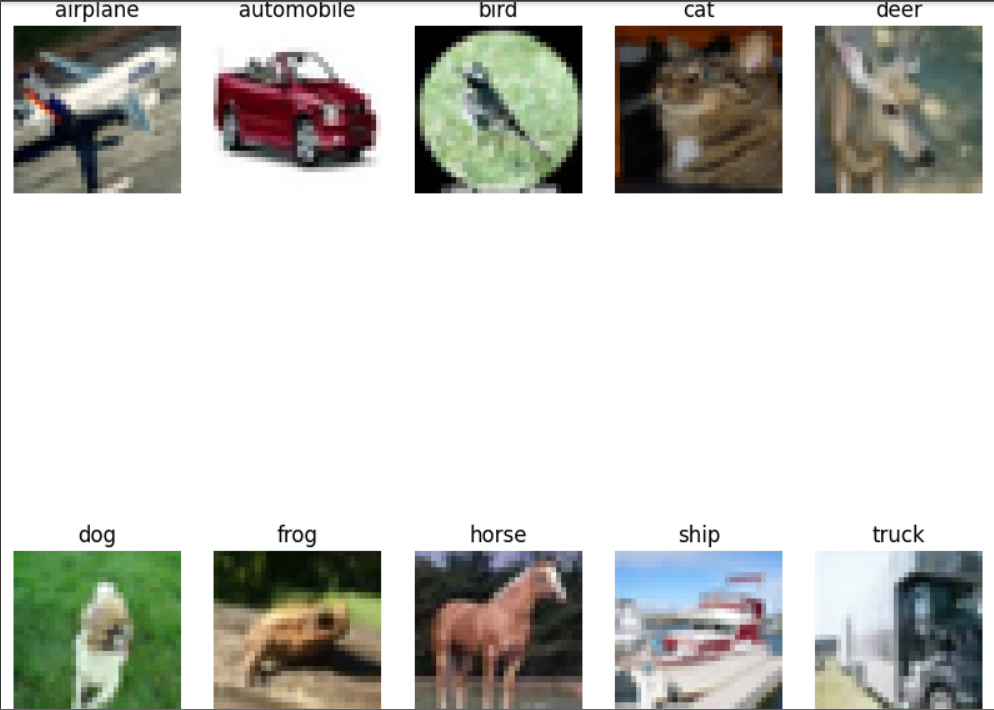 airplane automobile bird cat deer
dog frog horse ship truck